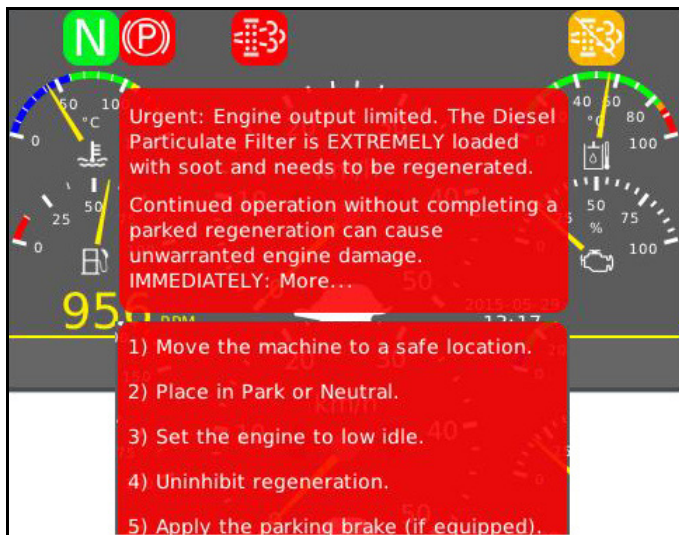 N (P)
50 100
°C
0
40 60 80
100
Urgent: Engine output limited. The Diesel
Particulate Filter is EXTREMELY loaded
with soot and needs to be regenerated.
Continued operation without completing a
parked regeneration can cause
unwarranted engine damage.
IMMEDIATELY: More...
25 50
0
50 75
%
100
956 RPM
2015-05-29
13:17
1) Move the machine to a safe location.
2) Place in Park or Neutral.
3) Set the engine to low idle.
4) Uninhibit regeneration.
5) Apply the parking brake (if equipped).